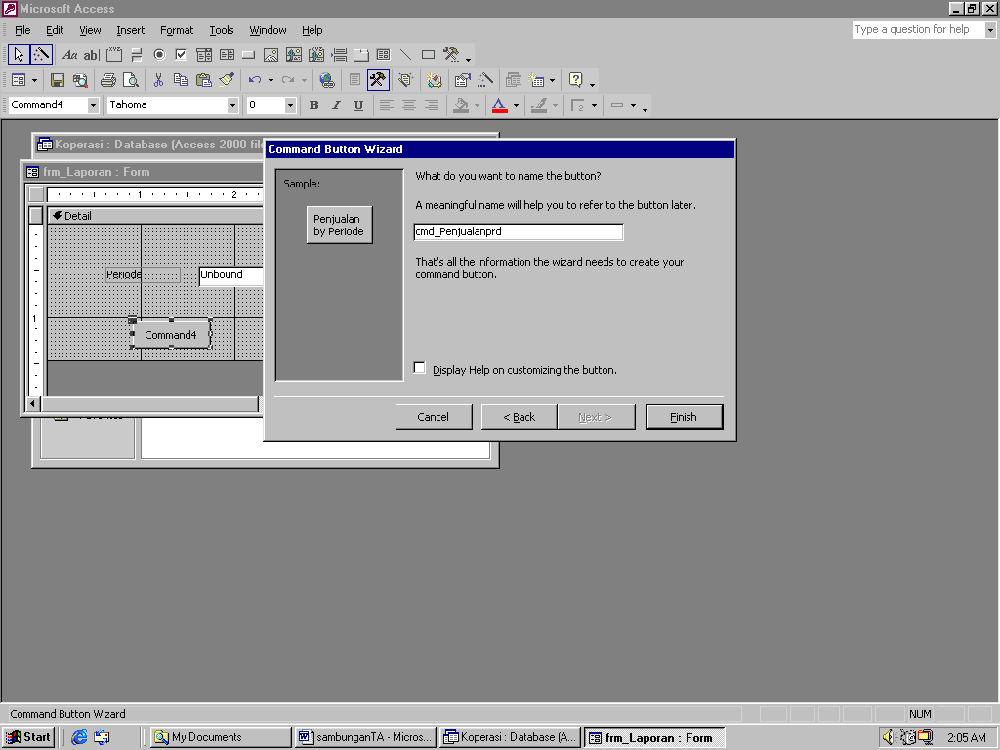 Microsoft Access
File Edit View Insert Format Tools Window Help
Type a question for help
Aa ab|
Command4 Tahoma 8 B I U A
Koperasi : Database (Access 2000 fil
frm_Laporan : Form
1 2
Detail
Periode Unbound
1
Command4
Command Button Wizard
Sample:
Penjualan
by Periode
What do you want to name the button?
A meaningful name will help you to refer to the button later.
cmd_Penjualanprd
That's all the information the wizard needs to create your
command button.
Display Help on customizing the button.
Cancel < Back Next > Finish
Command Button Wizard NUM
Start My Documents sambunganTA - Micros... Koperasi : Database (A... frm_Laporan : Form 2:05 AM